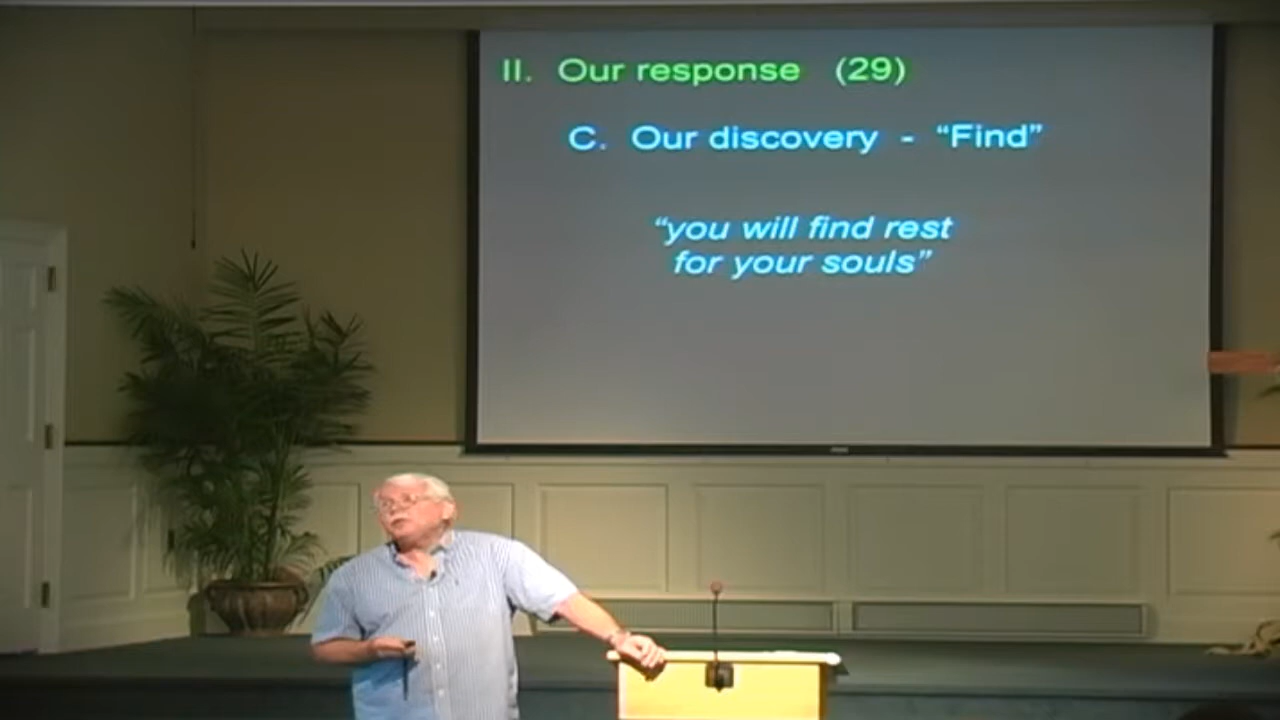 II. Our response (29)
C. Our discovery - “Find”
“you will find rest
for your souls”